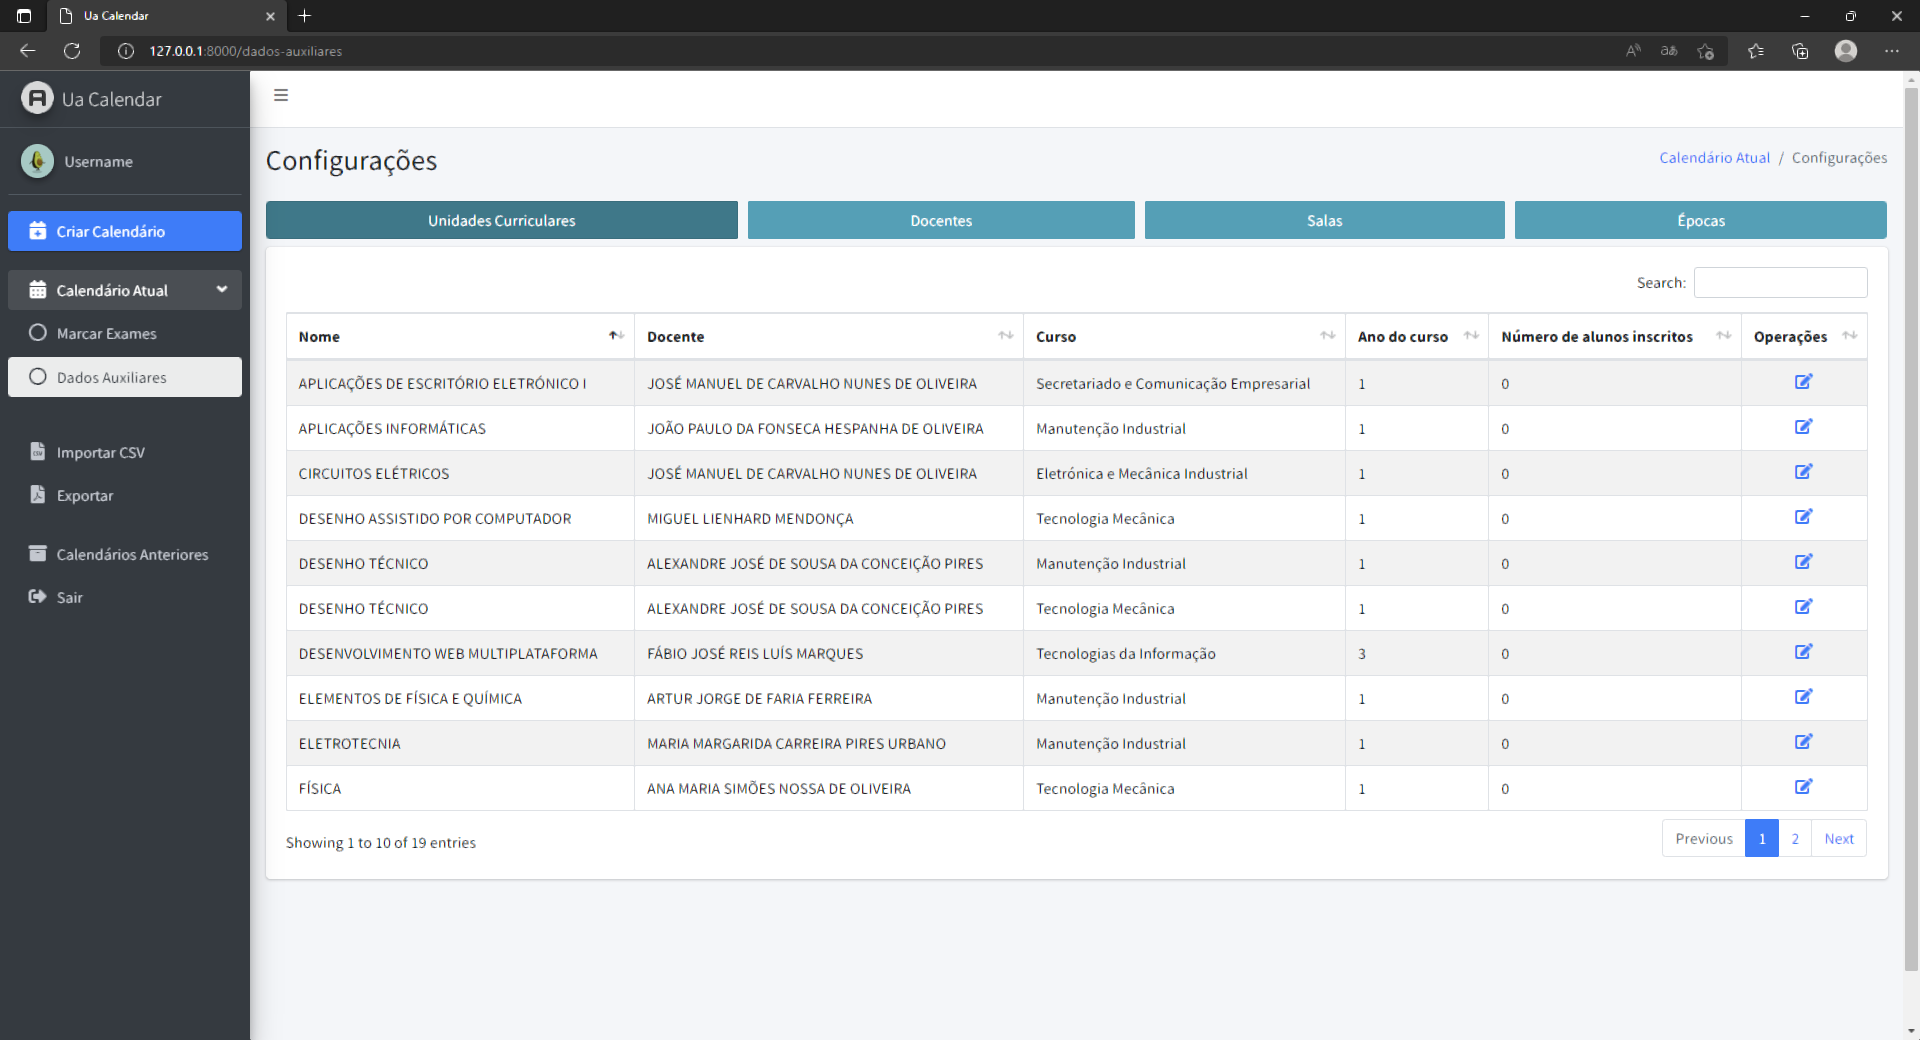 Ua Calendar
127.0.0.1:8000/dados-auxiliares
Ua Calendar
Username
Criar Calendário
Calendário Atual
Marcar Exames
Dados Auxiliares
Importar CSV
Exportar
Calendários Anteriores
Sair
Configurações
Calendário Atual / Configurações
Unidades Curriculares Docentes Salas Épocas
Search:
Nome Docente Curso Ano do curso Número de alunos inscritos Operações
APLICAÇÕES DE ESCRITÓRIO ELETRÓNICO I JOSÉ MANUEL DE CARVALHO NUNES DE OLIVEIRA Secretariado e Comunicação Empresarial 1 0
APLICAÇÕES INFORMÁTICAS JOÃO PAULO DA FONSECA HESPANHA DE OLIVEIRA Manutenção Industrial 1 0
CIRCUITOS ELÉTRICOS JOSÉ MANUEL DE CARVALHO NUNES DE OLIVEIRA Eletrónica e Mecânica Industrial 1 0
DESENHO ASSISTIDO POR COMPUTADOR MIGUEL LIENHARD MENDONÇA Tecnologia Mecânica 1 0
DESENHO TÉCNICO ALEXANDRE JOSÉ DE SOUSA DA CONCEIÇÃO PIRES Manutenção Industrial 1 0
DESENHO TÉCNICO ALEXANDRE JOSÉ DE SOUSA DA CONCEIÇÃO PIRES Tecnologia Mecânica 1 0
DESENVOLVIMENTO WEB MULTIPLATAFORMA FÁBIO JOSÉ REIS LUÍS MARQUES Tecnologias da Informação 3 0
ELEMENTOS DE FÍSICA E QUÍMICA ARTUR JORGE DE FARIA FERREIRA Manutenção Industrial 1 0
ELETROTECNIA MARIA MARGARIDA CARREIRA PIRES URBANO Manutenção Industrial 1 0
FÍSICA ANA MARIA SIMÕES NOSSA DE OLIVEIRA Tecnologia Mecânica 1 0
Showing 1 to 10 of 19 entries
Previous 1 2 Next